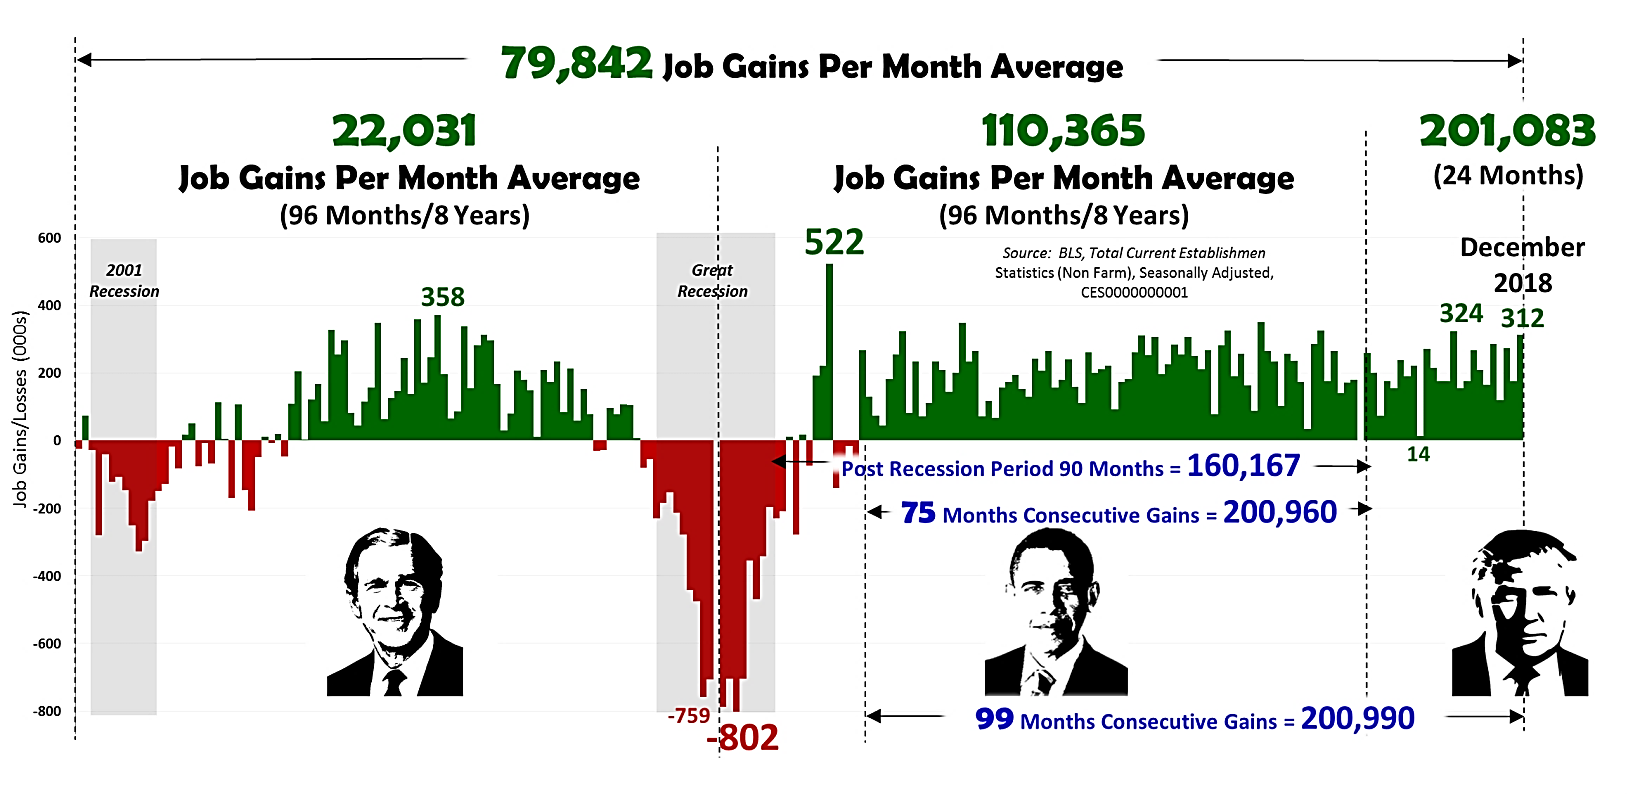 79,842 Job Gains Per Month Average
22,031
Job Gains Per Month Average
(96 Months/8 Years)
110,365
Job Gains Per Month Average
(96 Months/8 Years)
201,083
(24 Months)
Job Gains/Losses (000s)
600
400
200
0
-200
-400
-600
-800
2001
Recession
358
Great
Recession
522
Source: BLS, Total Current Establishmen
Statistics (Non Farm), Seasonally Adjusted,
CES0000000001
December
2018
324
312
14
Post Recession Period 90 Months = 160,167
75 Months Consecutive Gains = 200,960
-759
-802
99 Months Consecutive Gains = 200,990